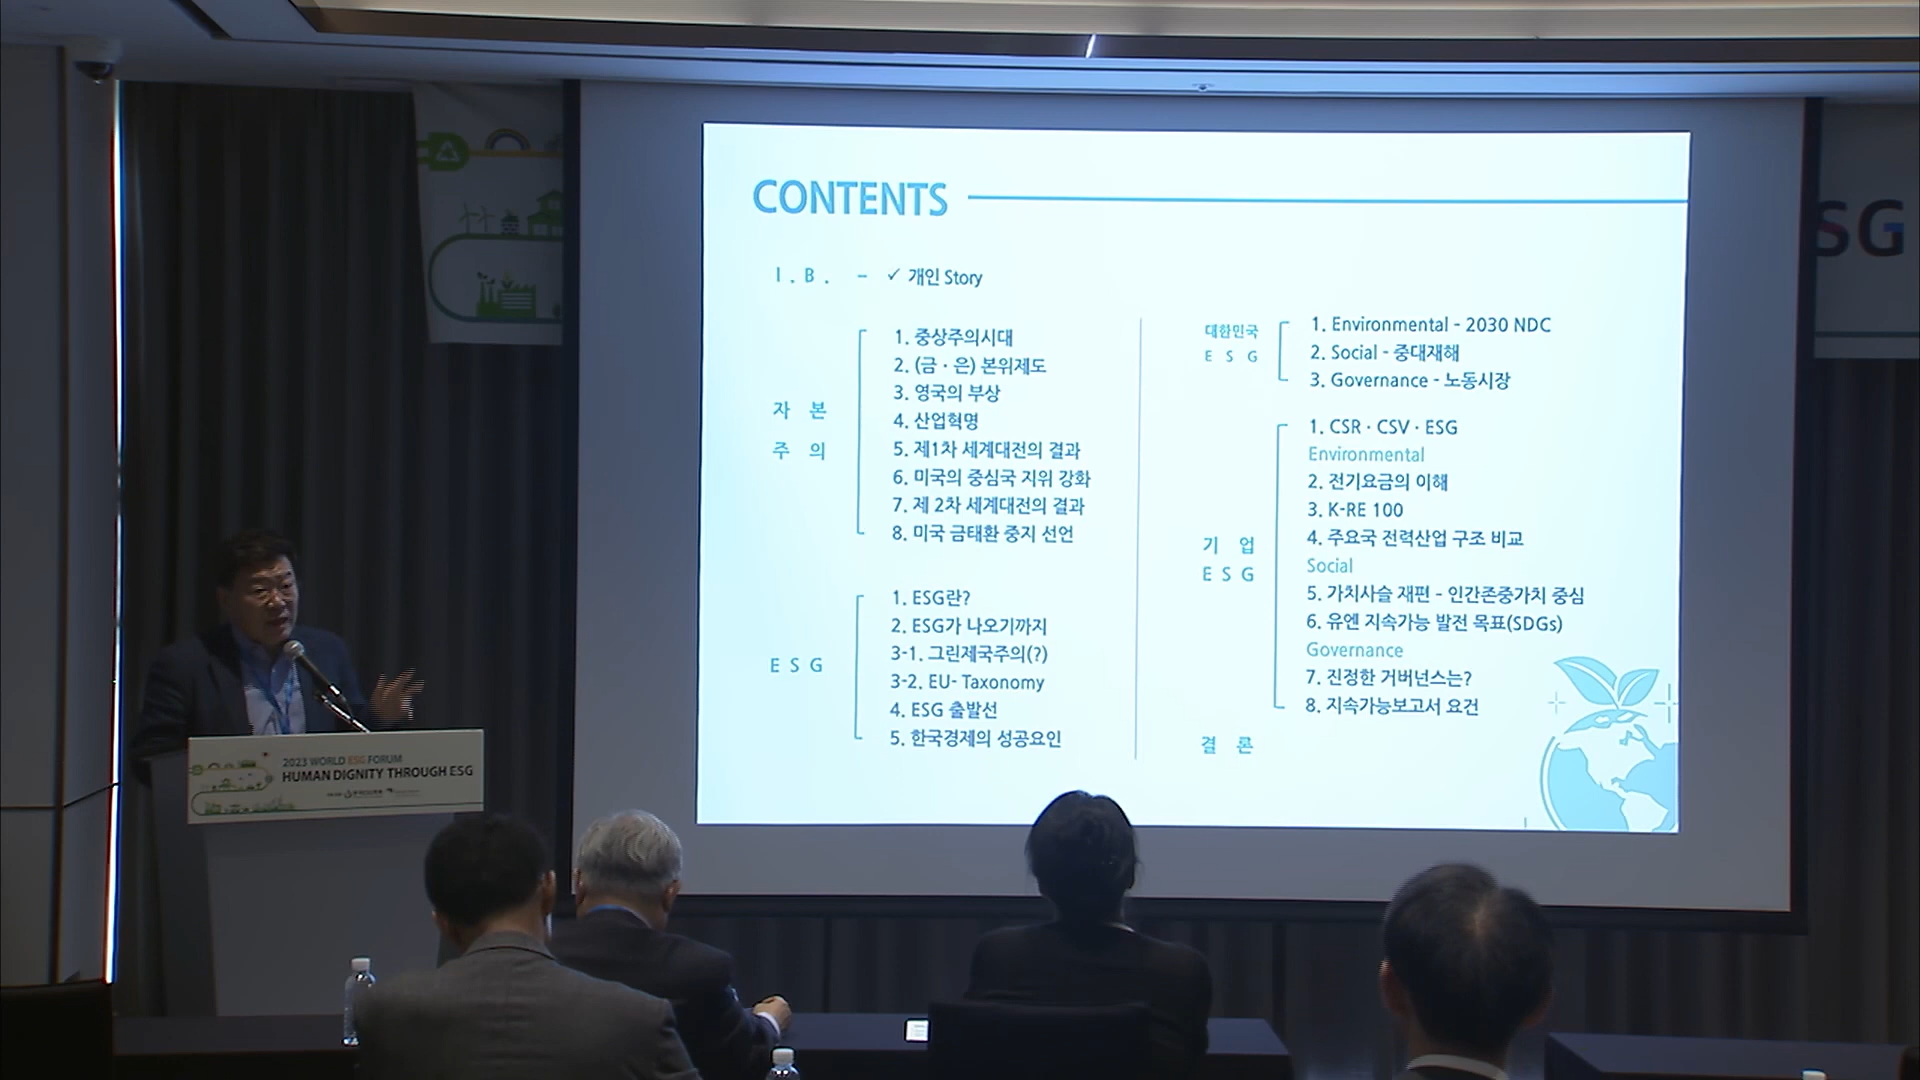 CONTENTS
I.B. - ✓ 개인 Story
자본
주의
1. 중상주의시대
2. (금·은) 본위제도
3. 영국의 부상
4. 산업혁명
5. 제1차 세계대전의 결과
6. 미국의 중심국 지위 강화
7. 제 2차 세계대전의 결과
8. 미국 금태환 중지 선언
ESG
1. ESG란?
2. ESG가 나오기까지
3-1. 그린제국주의(?)
3-2. EU- Taxonomy
4. ESG 출발선
5. 한국경제의 성공요인
대한민국
ESG
1. Environmental - 2030 NDC
2. Social - 중대재해
3. Governance - 노동시장
기업
ESG
1. CSR · CSV · ESG
Environmental
2. 전기요금의 이해
3. K-RE 100
4. 주요국 전력산업 구조 비교
Social
5. 가치사슬 재편 - 인간존중가치 중심
6. 유엔 지속가능 발전 목표(SDGs)
Governance
7. 진정한 거버넌스는?
8. 지속가능보고서 요건
결론
SG
2023 WORLD ESG FORUM
HUMAN DIGNITY THROUGH ESG